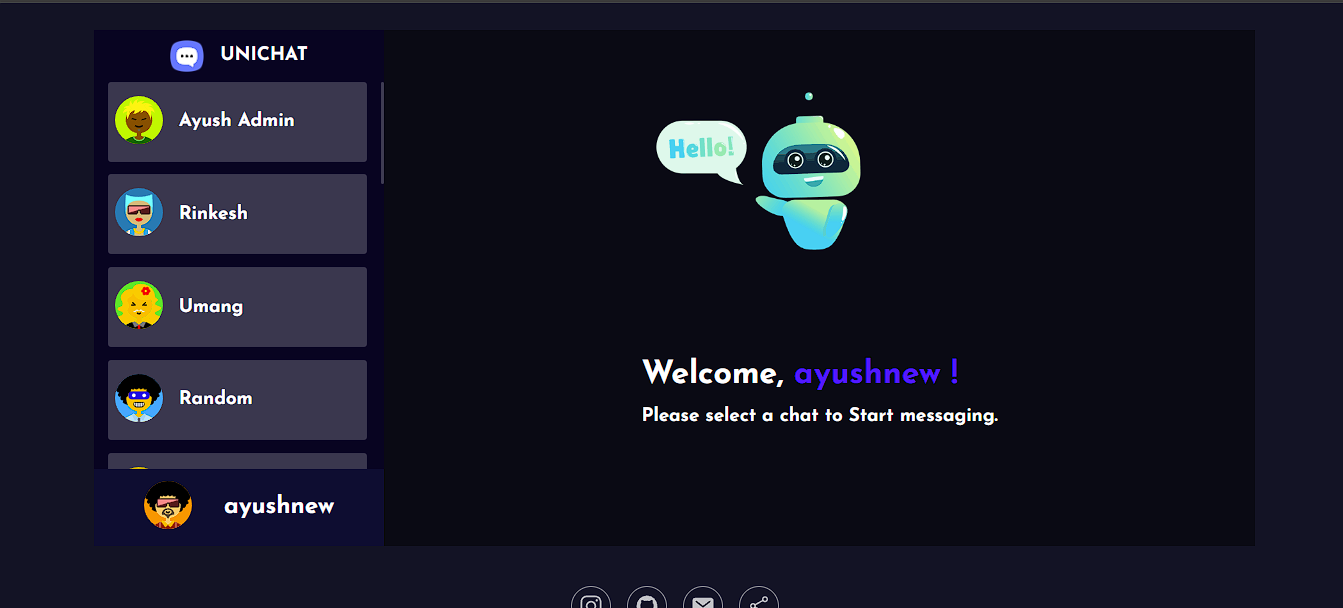 UNICHAT
Ayush Admin
Rinkesh
Umang
Random
ayushnew
Hello!
Welcome, ayushnew !
Please select a chat to Start messaging.